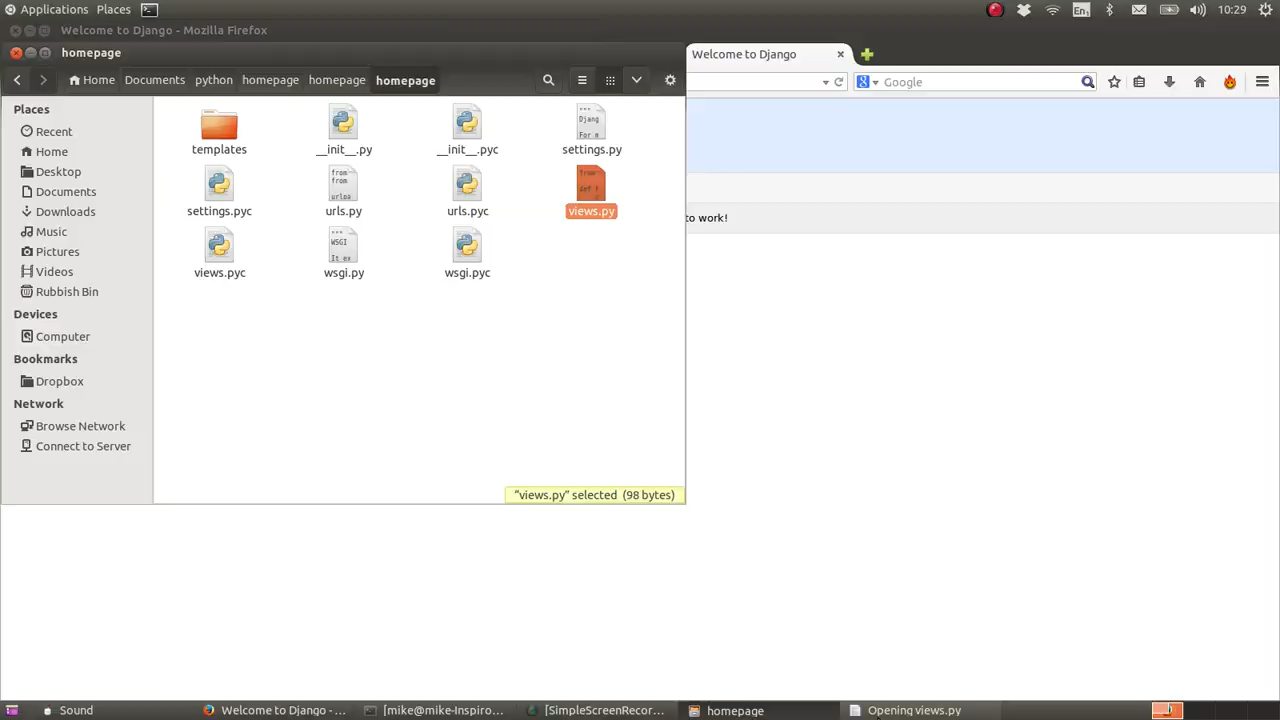 Applications Places
En1
10:29
Welcome to Django - Mozilla Firefox
homepage
Welcome to Django
Home Documents python homepage homepage homepage
Google
Places
Recent
Home
Desktop
Documents
Downloads
Music
Pictures
Videos
Rubbish Bin
Devices
Computer
Bookmarks
Dropbox
Network
Browse Network
Connect to Server
templates
__init__.py
__init__.pyc
settings.py
settings.pyc
urls.py
urls.pyc
views.py
views.pyc
wsgi.py
wsgi.pyc
to work!
"views.py" selected (98 bytes)
Sound
Welcome to Django - ...
[mike@mike-Inspiro...
[SimpleScreenRecor...
homepage
Opening views.py